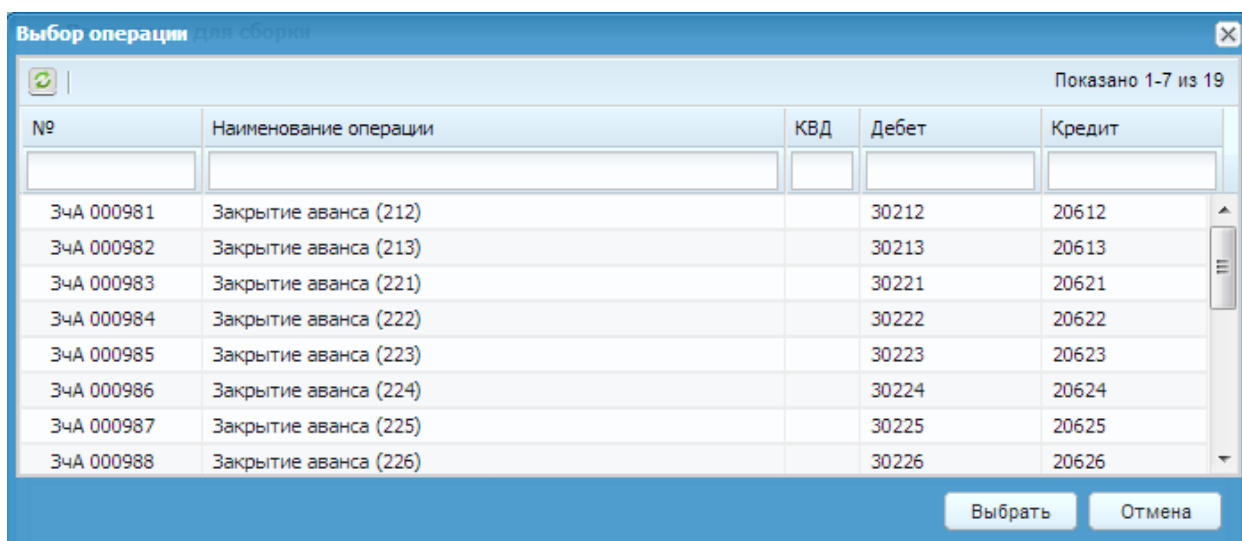 Выбор операции для сборки
Показано 1-7 из 19
№ Наименование операции КВД Дебет Кредит
ЗчА 000981 Закрытие аванса (212) 30212 20612
ЗчА 000982 Закрытие аванса (213) 30213 20613
ЗчА 000983 Закрытие аванса (221) 30221 20621
ЗчА 000984 Закрытие аванса (222) 30222 20622
ЗчА 000985 Закрытие аванса (223) 30223 20623
ЗчА 000986 Закрытие аванса (224) 30224 20624
ЗчА 000987 Закрытие аванса (225) 30225 20625
ЗчА 000988 Закрытие аванса (226) 30226 20626
Выбрать Отмена